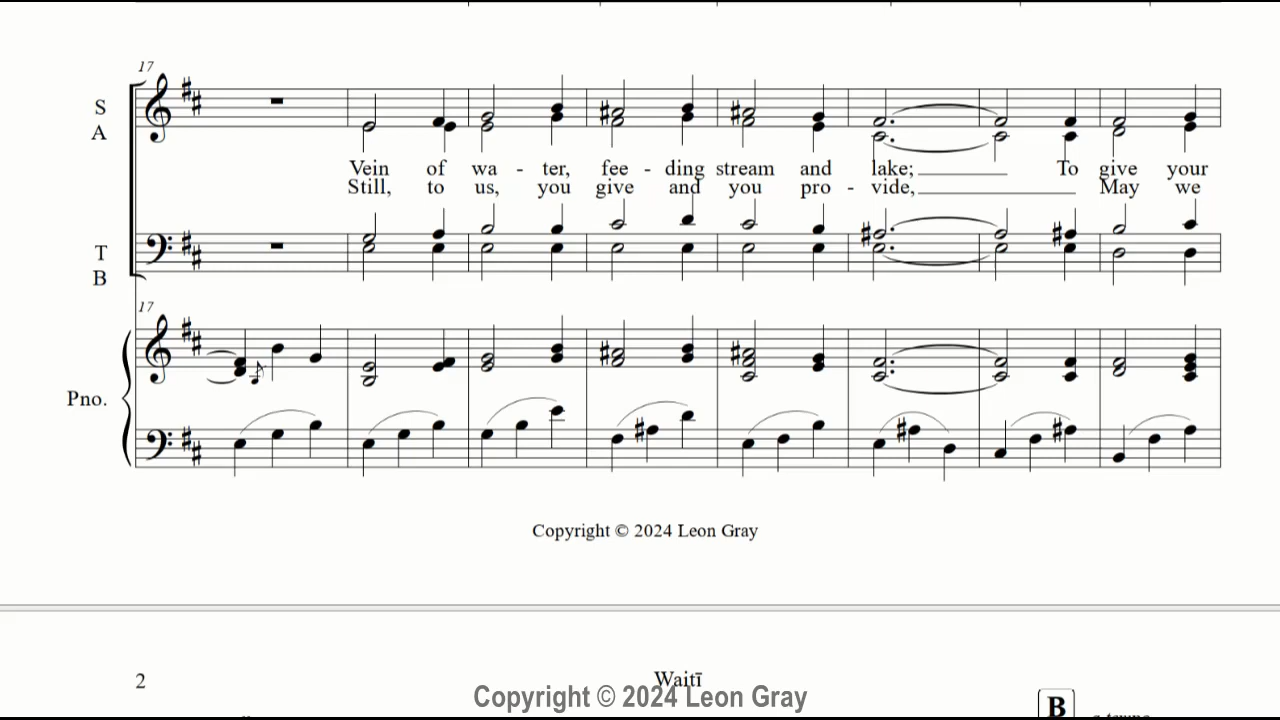 17
S
A
Vein of wa - ter, fee - ding stream and lake; To give your
Still, to us, you give and you pro - vide, May we
T
B
17
Pno.
Copyright © 2024 Leon Gray
2 Waitī
Copyright © 2024 Leon Gray
B